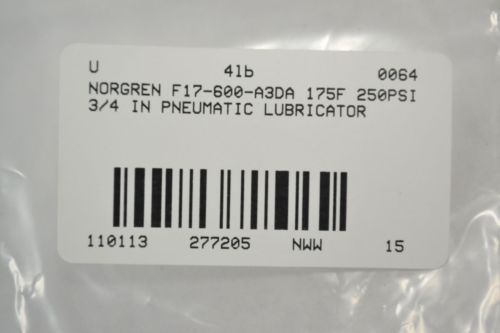 U 4lb 0064
NORGREN F17-600-A3DA 175F 250PSI
3/4 IN PNEUMATIC LUBRICATOR
110113 277205 NWW 15